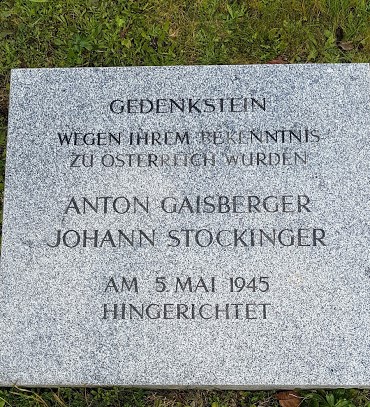 GEDENKSTEIN
WEGEN IHREM BEKENNTNIS
ZU ÖSTERREICH WURDEN
ANTON GAISBERGER
JOHANN STOCKINGER
AM 5. MAI 1945
HINGERICHTET